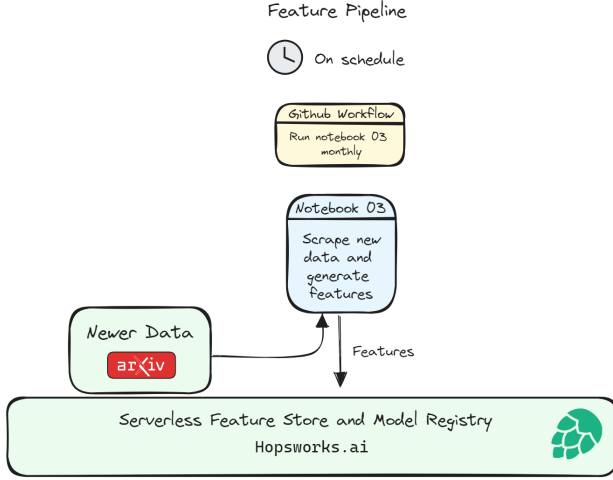 Feature Pipeline
On schedule
Github Workflow
Run notebook 03
monthly
Notebook 03
Scrape new
data and
generate
features
Newer Data
arXiv
Features
Serverless Feature Store and Model Registry
Hopsworks.ai